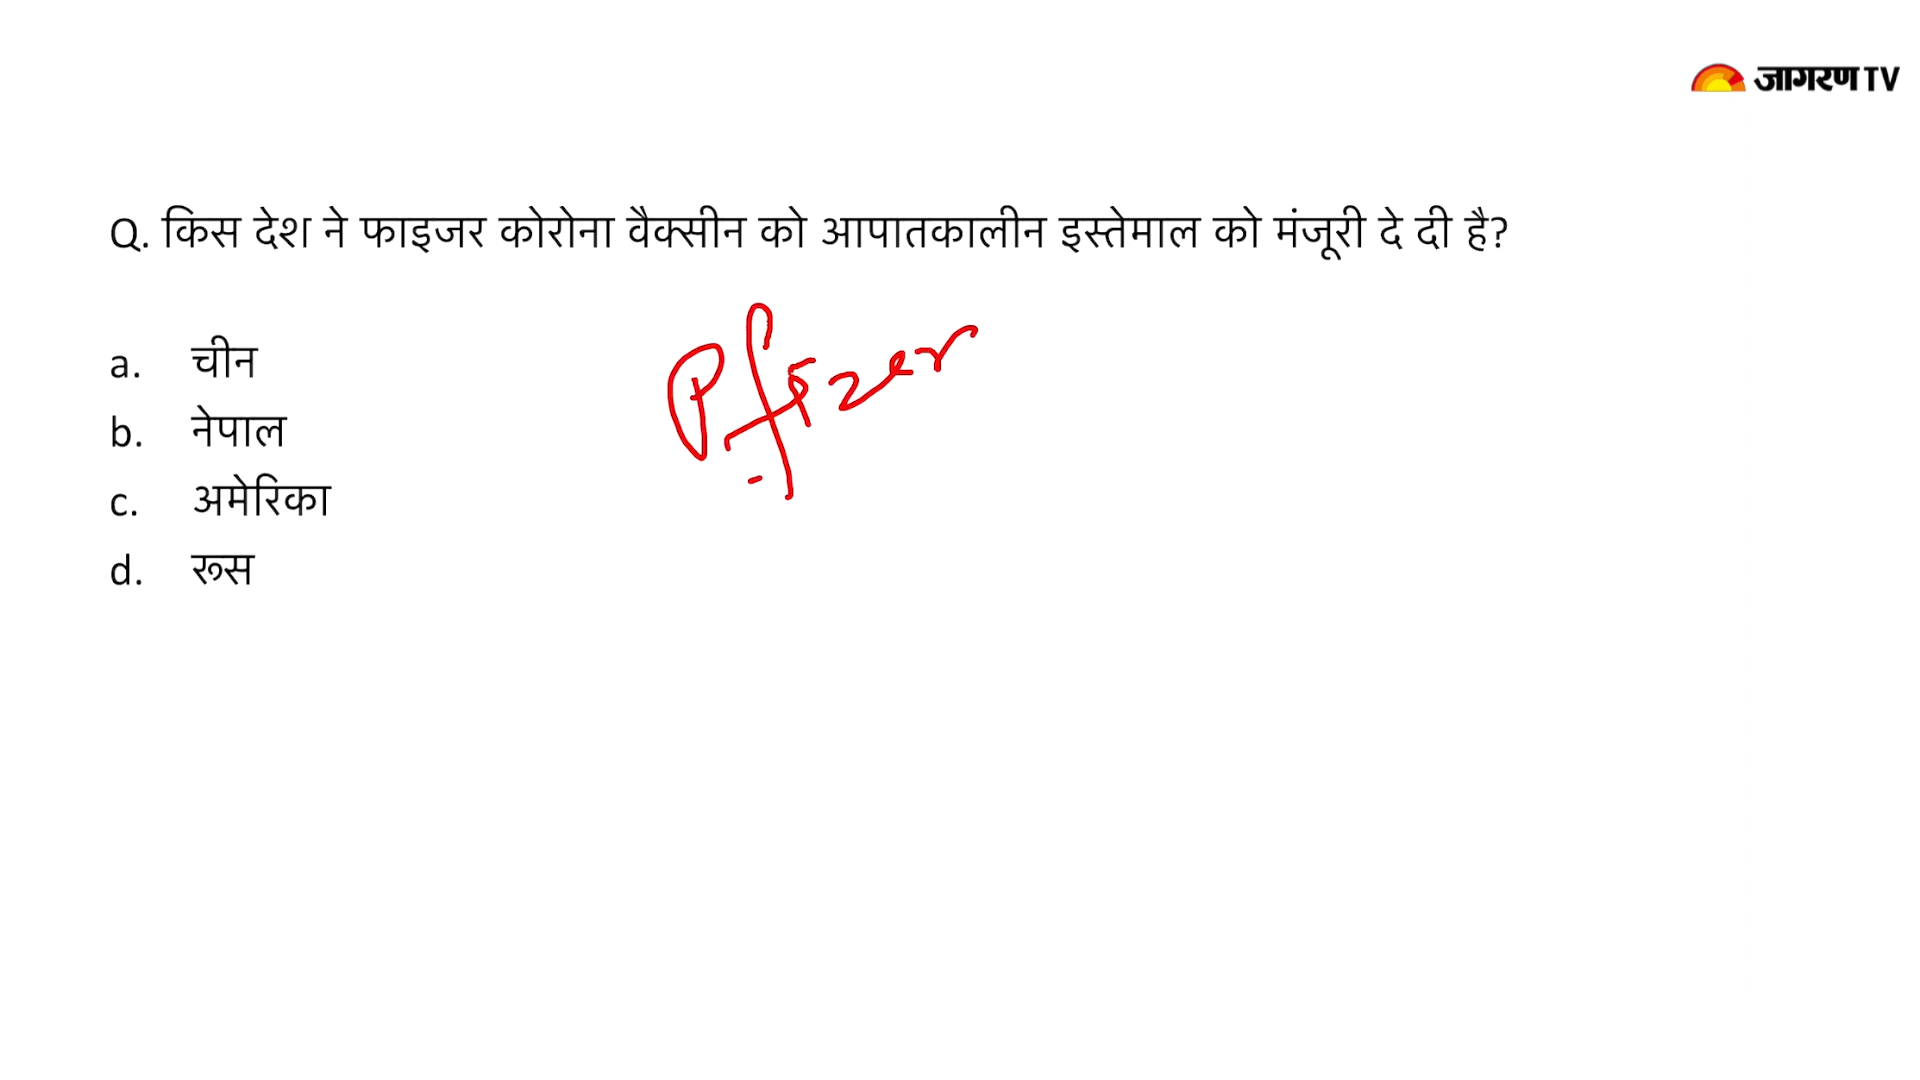 जागरण TV
Q. किस देश ने फाइजर कोरोना वैक्सीन को आपातकालीन इस्तेमाल को मंजूरी दे दी है?
a. चीन
Pfizer
b. नेपाल
c. अमेरिका
d. रूस